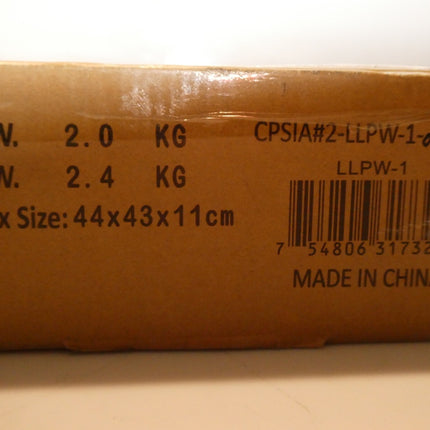 W. 2.0 KG
W. 2.4 KG
x Size: 44x43x11cm
CPSIA#2-LLPW-1-
LLPW-1
7 54806 31732
MADE IN CHIN